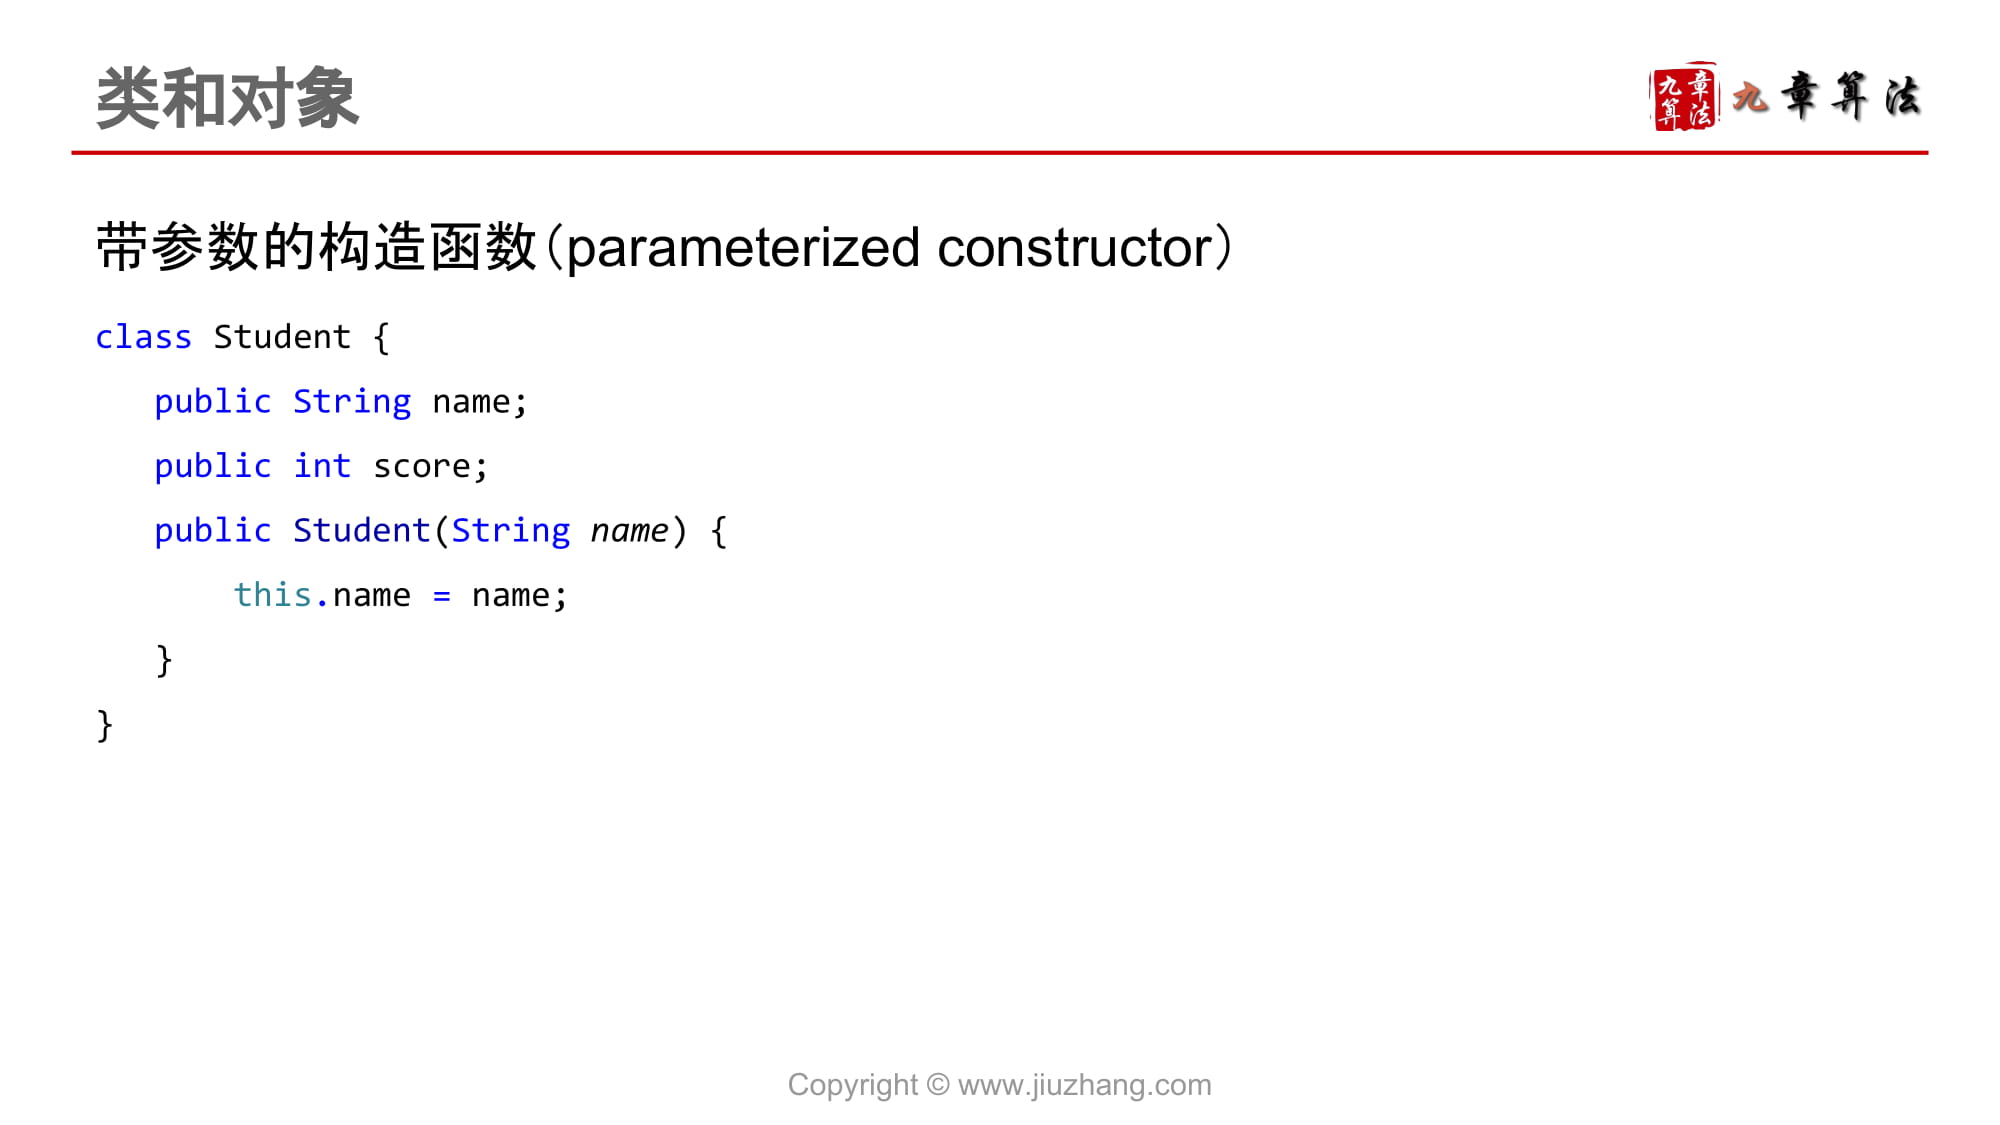 类和对象
九章算法
九章算法
带参数的构造函数（parameterized constructor）
class Student {
   public String name;
   public int score;
   public Student(String name) {
       this.name = name;
   }
}
Copyright © www.jiuzhang.com